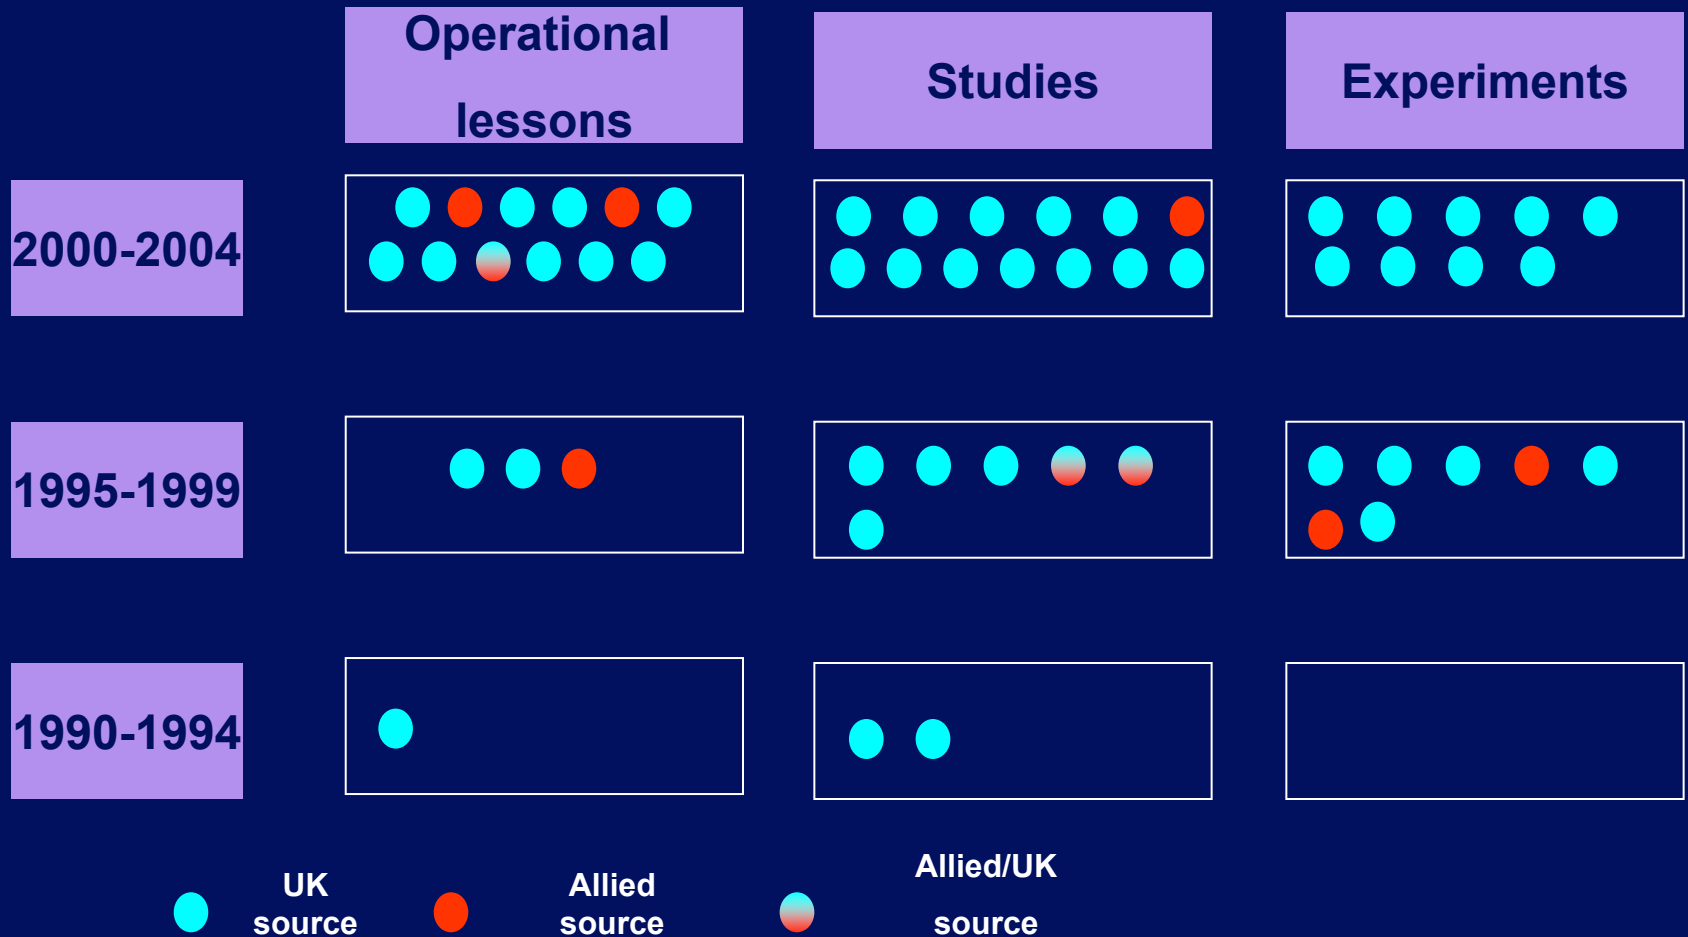 Operational
lessons
Studies
Experiments
2000-2004
1995-1999
1990-1994
UK
source
Allied
source
Allied/UK
source